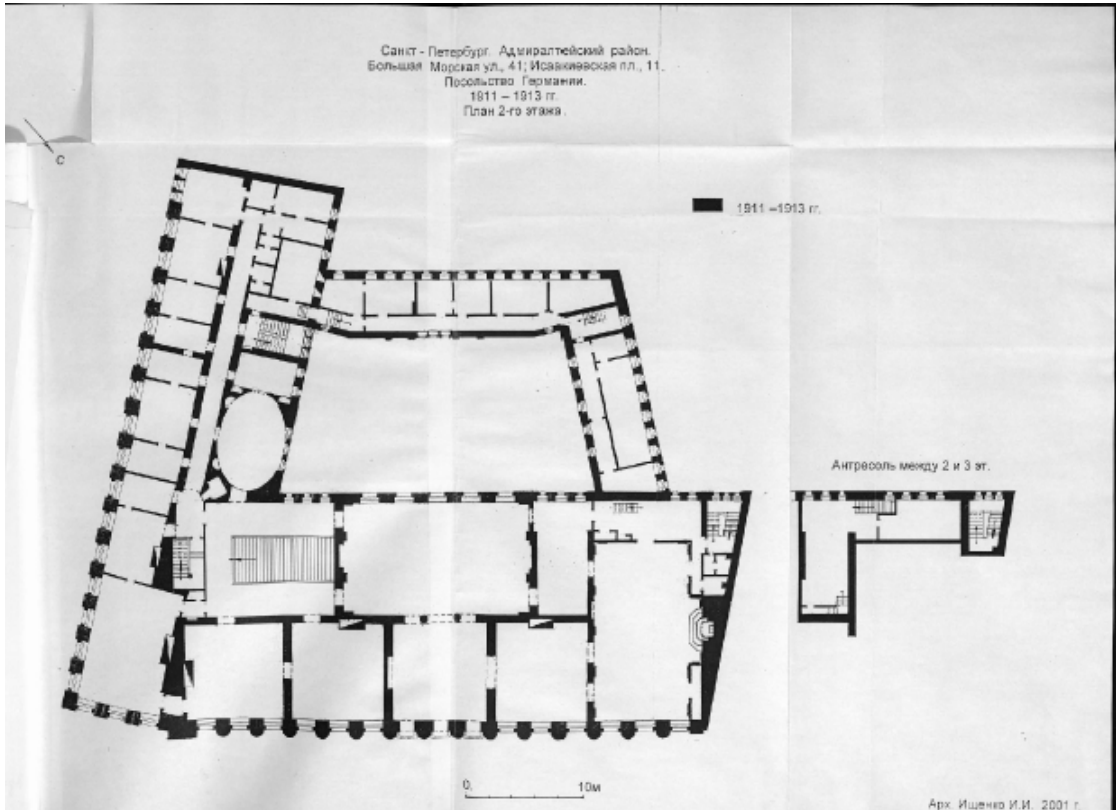 Санкт - Петербург. Адмиралтейский район.
Большая Морская ул., 41; Исаакиевская пл., 11.
Посольство Германии.
1911 – 1913 гг.
План 2-го этажа.
С
1911 –1913 гг.
Антресоль между 2 и 3 эт.
0, 10м
Арх. Ищенко И.И. 2001 г.